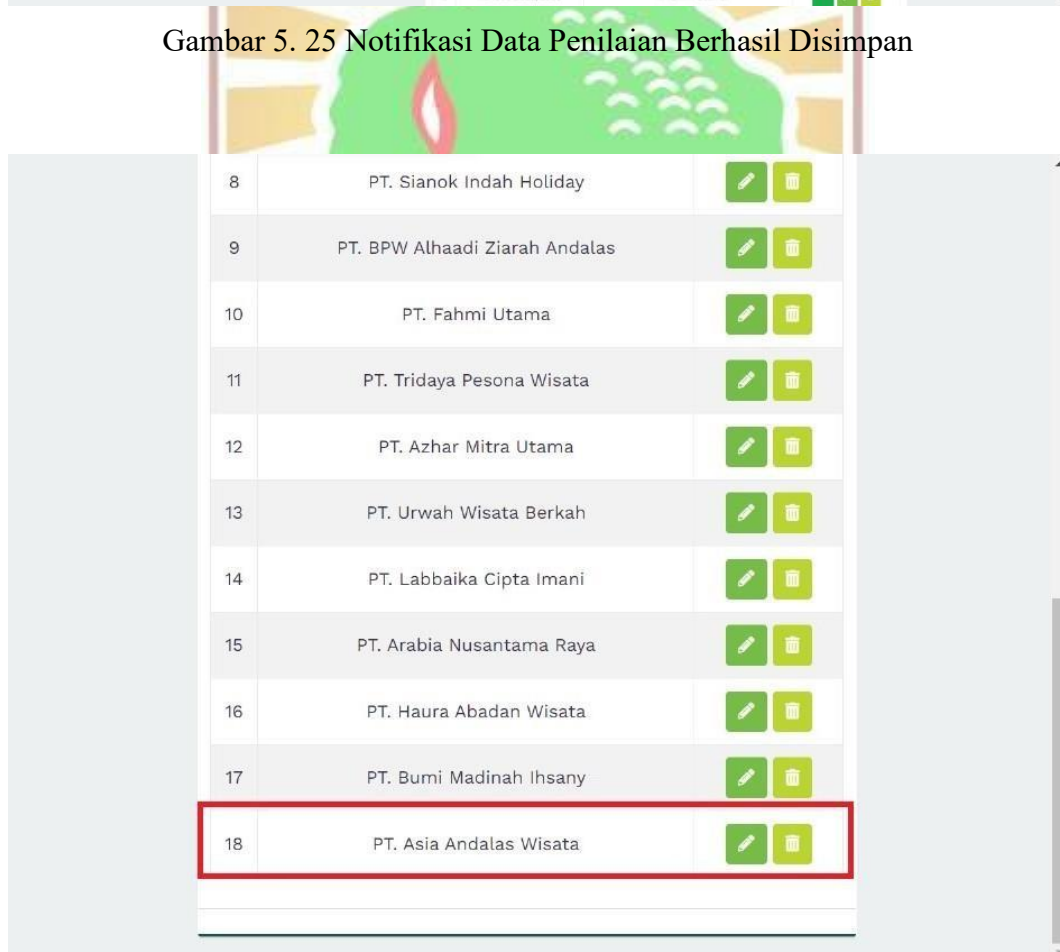 Gambar 5. 25 Notifikasi Data Penilaian Berhasil Disimpan
8 PT. Sianok Indah Holiday
9 PT. BPW Alhaadi Ziarah Andalas
10 PT. Fahmi Utama
11 PT. Tridaya Pesona Wisata
12 PT. Azhar Mitra Utama
13 PT. Urwah Wisata Berkah
14 PT. Labbaika Cipta Imani
15 PT. Arabia Nusantama Raya
16 PT. Haura Abadan Wisata
17 PT. Bumi Madinah Ihsany
18 PT. Asia Andalas Wisata